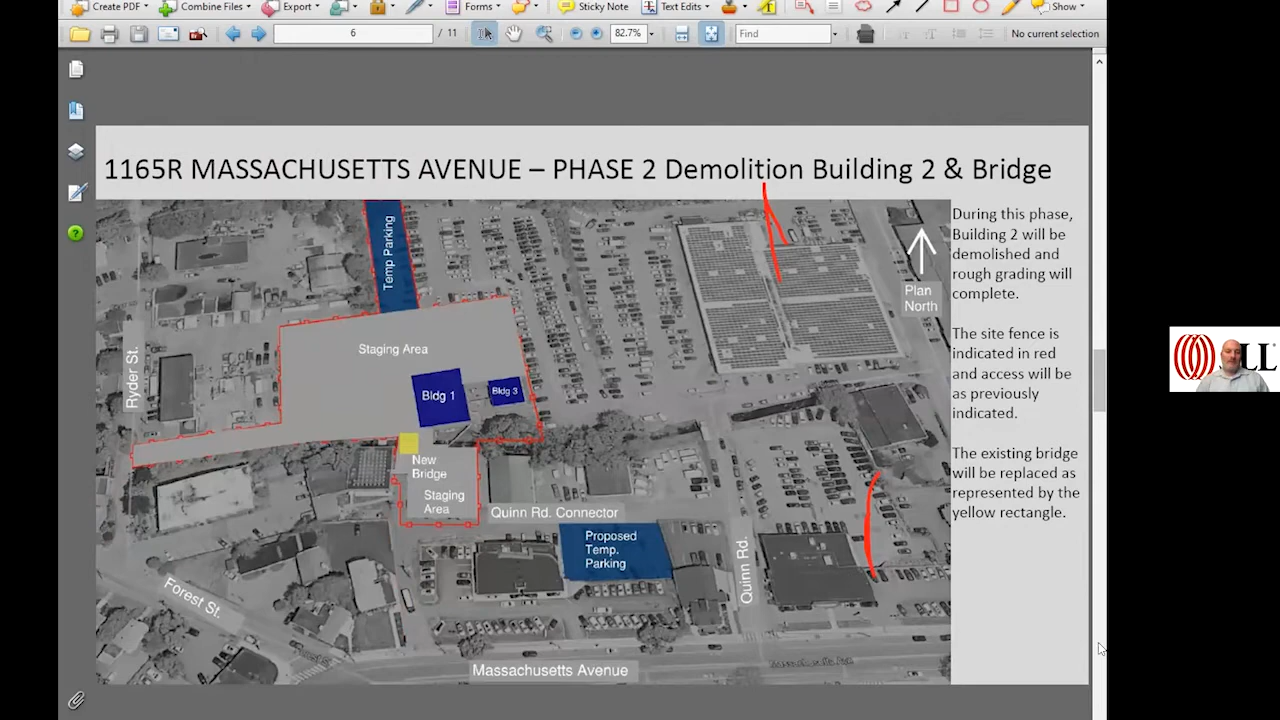 Create PDF Combine Files Export Forms Sticky Note Text Edits Show
6 / 11 82.7% Find No current selection
1165R MASSACHUSETTS AVENUE – PHASE 2 Demolition Building 2 & Bridge
Temp Parking
Staging Area
Bldg 1
Bldg 3
Ryder St.
New
Bridge
Staging
Area
Quinn Rd. Connector
Proposed
Temp.
Parking
Quinn Rd.
Forest St.
Massachusetts Avenue
Plan
North
During this phase,
Building 2 will be
demolished and
rough grading will
complete.
The site fence is
indicated in red
and access will be
as previously
indicated.
The existing bridge
will be replaced as
represented by the
yellow rectangle.